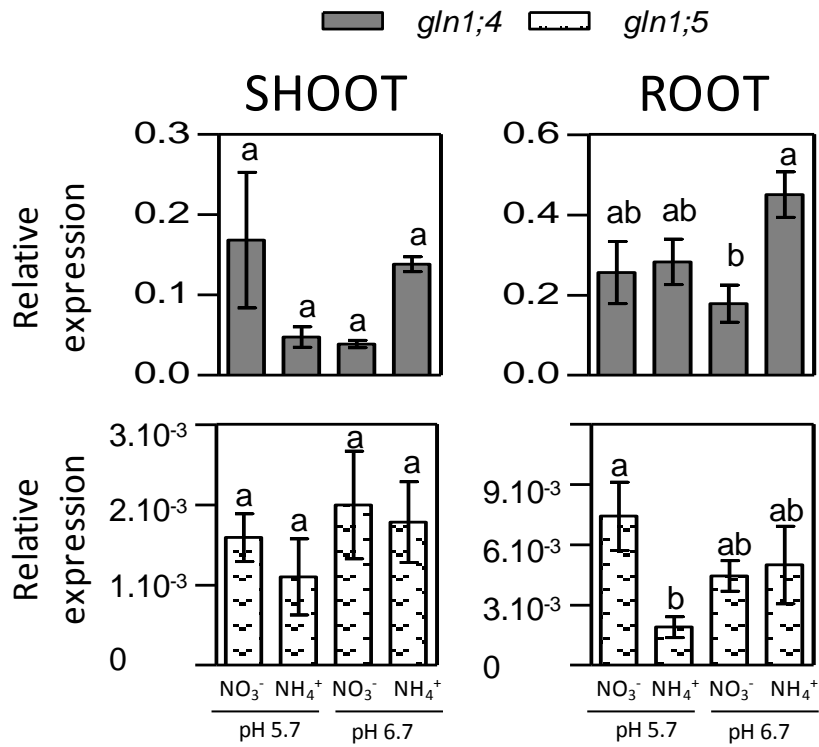 gln1;4 gln1;5
SHOOT ROOT
Relative expression
0.3
0.2
0.1
0.0
a a a a
0.6
0.4
0.2
0.0
ab ab b a
Relative expression
3.10-3
2.10-3
1.10-3
0
a a a a
9.10-3
6.10-3
3.10-3
0
a b ab ab
NO3- NH4+ NO3- NH4+ NO3- NH4+ NO3- NH4+
pH 5.7 pH 6.7 pH 5.7 pH 6.7